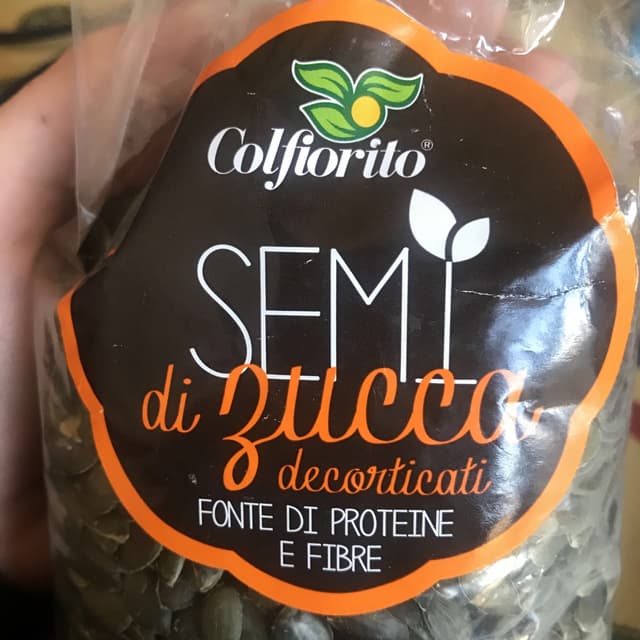 Colfiorito®
SEMI
di zucca
decorticati
FONTE DI PROTEINE
E FIBRE